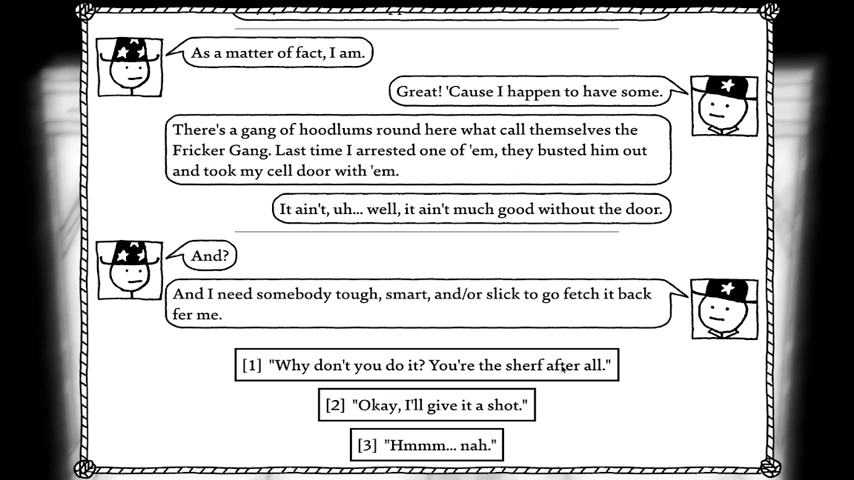 As a matter of fact, I am.
Great! 'Cause I happen to have some.
There's a gang of hoodlums round here what call themselves the
Fricker Gang. Last time I arrested one of 'em, they busted him out
and took my cell door with 'em.
It ain't, uh... well, it ain't much good without the door.
And?
And I need somebody tough, smart, and/or slick to go fetch it back
fer me.
[1] "Why don't you do it? You're the sherf after all."
[2] "Okay, I'll give it a shot."
[3] "Hmmm... nah."